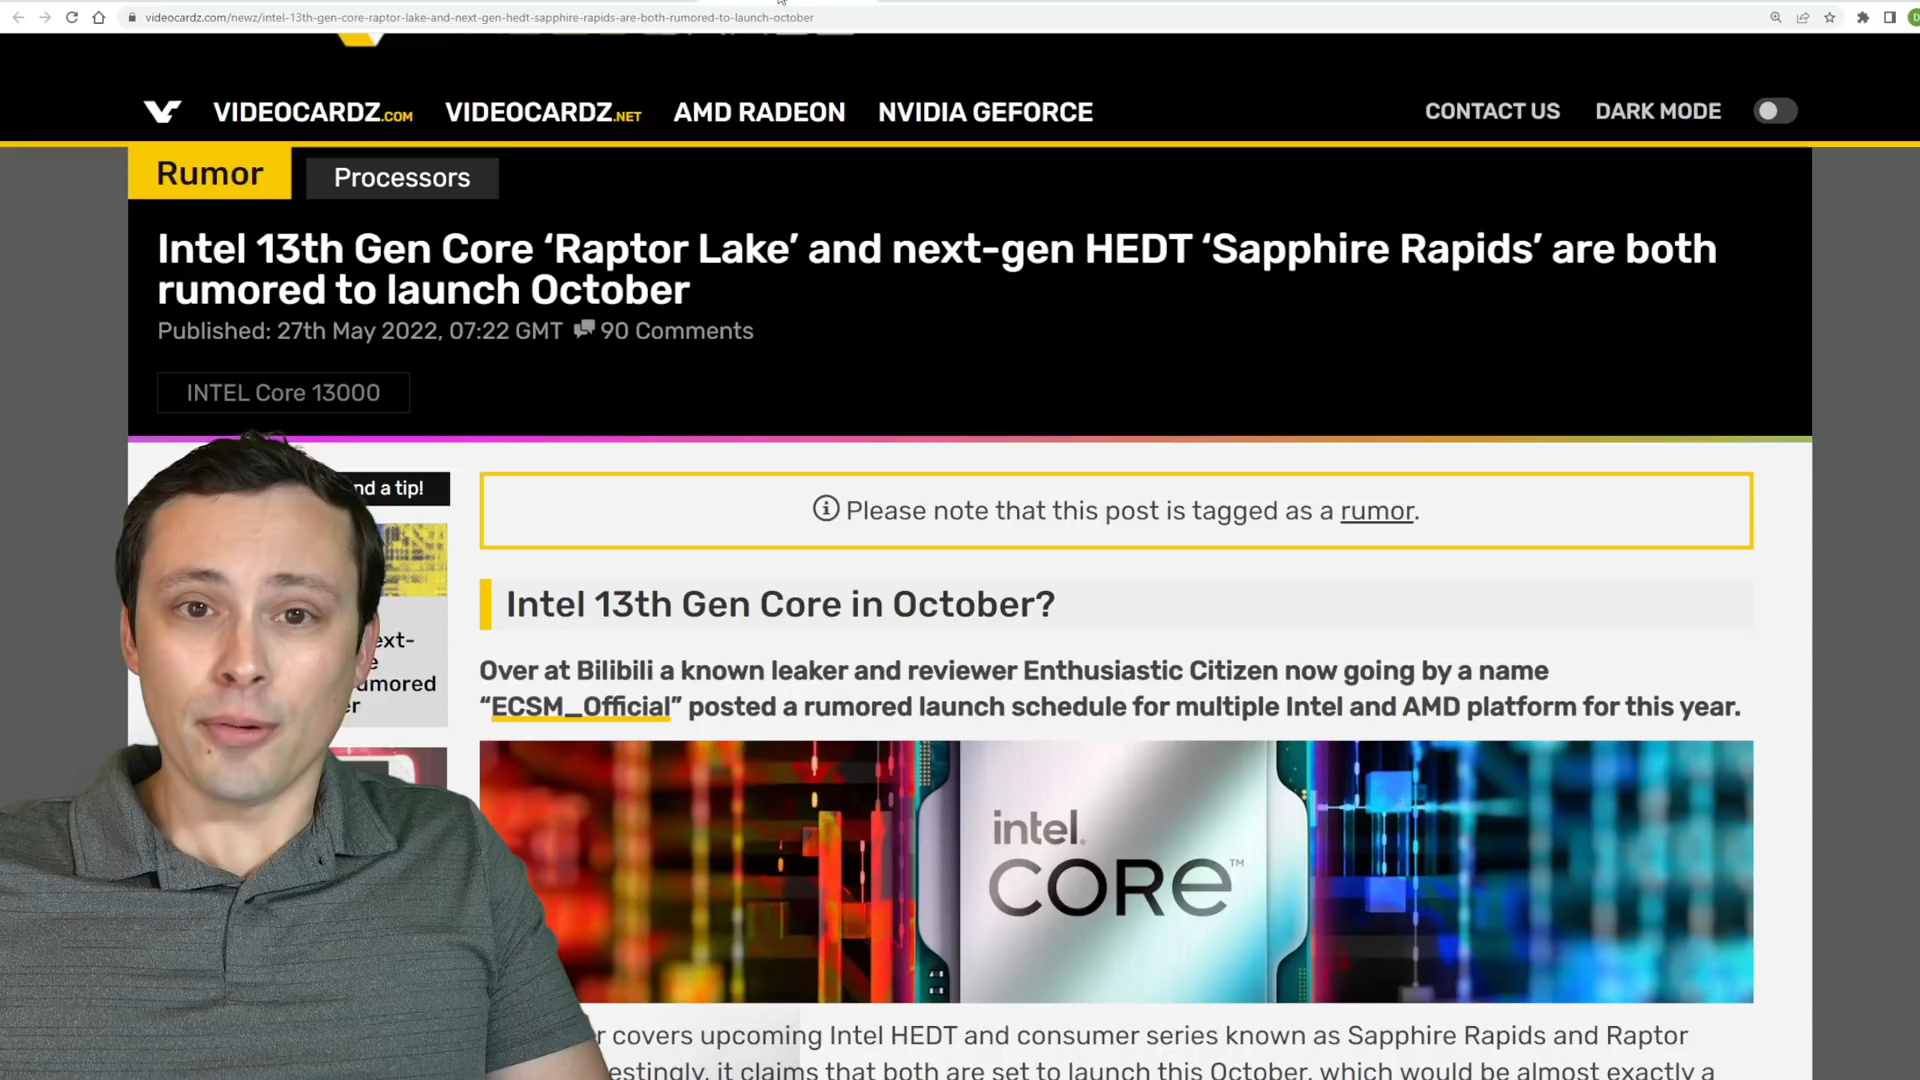 videocardz.com/newz/intel-13th-gen-core-raptor-lake-and-next-gen-hedt-sapphire-rapids-are-both-rumored-to-launch-october
VIDEOCARDZ.COM VIDEOCARDZ.NET AMD RADEON NVIDIA GEFORCE CONTACT US DARK MODE
Rumor Processors
Intel 13th Gen Core ‘Raptor Lake’ and next-gen HEDT ‘Sapphire Rapids’ are both
rumored to launch October
Published: 27th May 2022, 07:22 GMT 90 Comments
INTEL Core 13000
nd a tip!
ext-
e
umored
er
Please note that this post is tagged as a rumor.
Intel 13th Gen Core in October?
Over at Bilibili a known leaker and reviewer Enthusiastic Citizen now going by a name
“ECSM_Official” posted a rumored launch schedule for multiple Intel and AMD platform for this year.
intel.
CORE™
r covers upcoming Intel HEDT and consumer series known as Sapphire Rapids and Raptor
estingly, it claims that both are set to launch this October, which would be almost exactly a